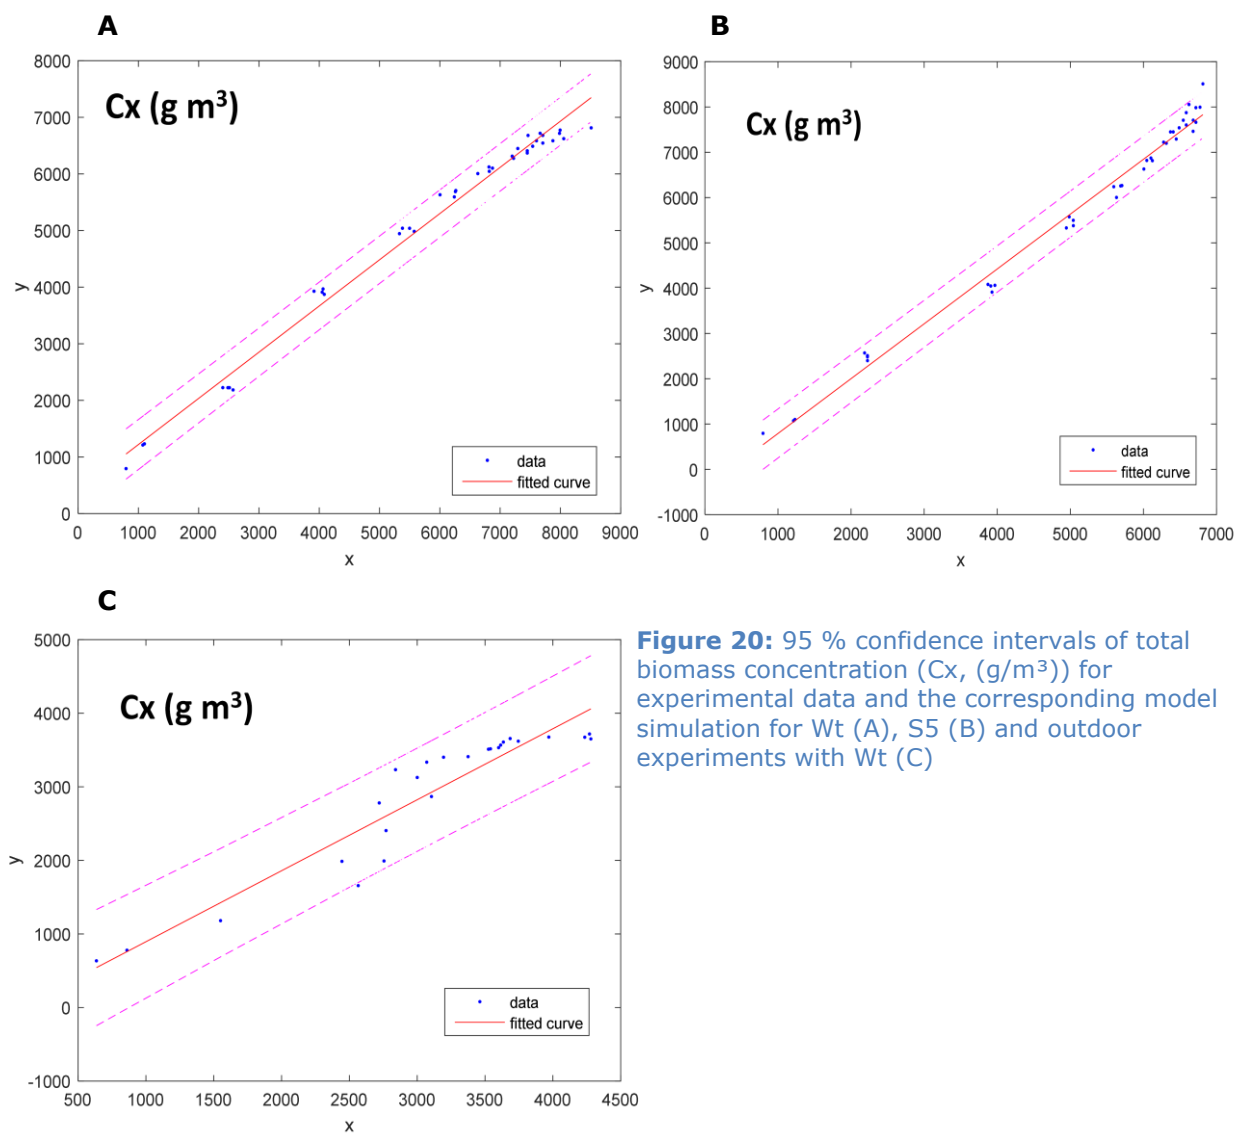 A
8000
7000
6000
5000
4000
3000
2000
1000
0
y
Cx (g m³)
data
fitted curve
0 1000 2000 3000 4000 5000 6000 7000 8000 9000
x
B
9000
8000
7000
6000
5000
4000
3000
2000
1000
0
-1000
y
Cx (g m³)
data
fitted curve
0 1000 2000 3000 4000 5000 6000 7000
x
C
5000
4000
3000
2000
1000
0
-1000
y
Cx (g m³)
data
fitted curve
500 1000 1500 2000 2500 3000 3500 4000 4500
x
Figure 20: 95 % confidence intervals of total
biomass concentration (Cx, (g/m³)) for
experimental data and the corresponding model
simulation for Wt (A), S5 (B) and outdoor
experiments with Wt (C)